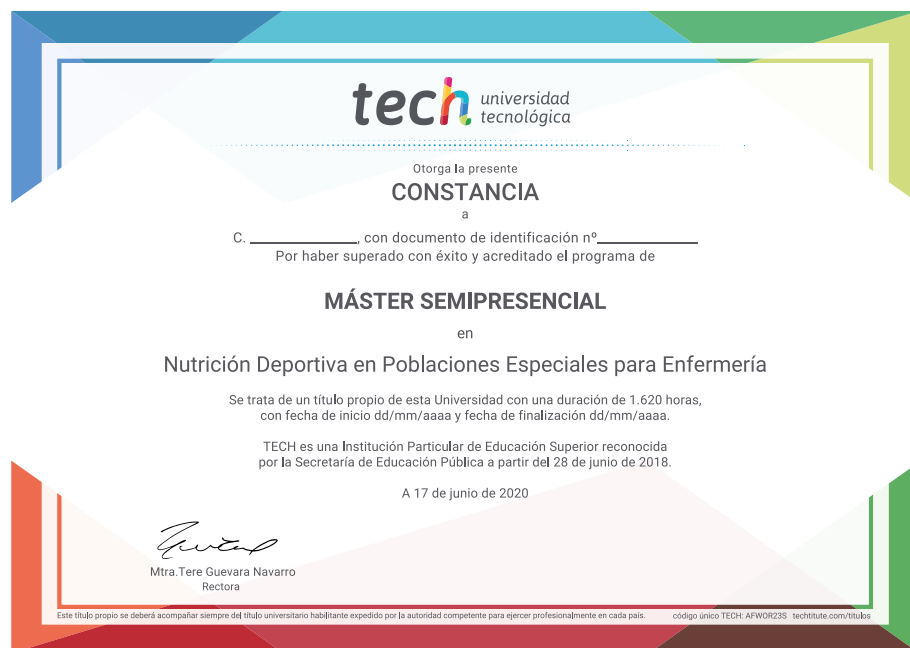 tech universidad
tecnológica
Otorga la presente
CONSTANCIA
a
C. ____________, con documento de identificación nº____________
Por haber superado con éxito y acreditado el programa de
MÁSTER SEMIPRESENCIAL
en
Nutrición Deportiva en Poblaciones Especiales para Enfermería
Se trata de un título propio de esta Universidad con una duración de 1.620 horas,
con fecha de inicio dd/mm/aaaa y fecha de finalización dd/mm/aaaa.
TECH es una Institución Particular de Educación Superior reconocida
por la Secretaría de Educación Pública a partir del 28 de junio de 2018.
A 17 de junio de 2020
Mtra.Tere Guevara Navarro
Rectora
Este título propio se deberá acompañar siempre del título universitario habilitante expedido por la autoridad competente para ejercer profesionalmente en cada país. código único TECH: AFWOR23S techtitute.com/titulos